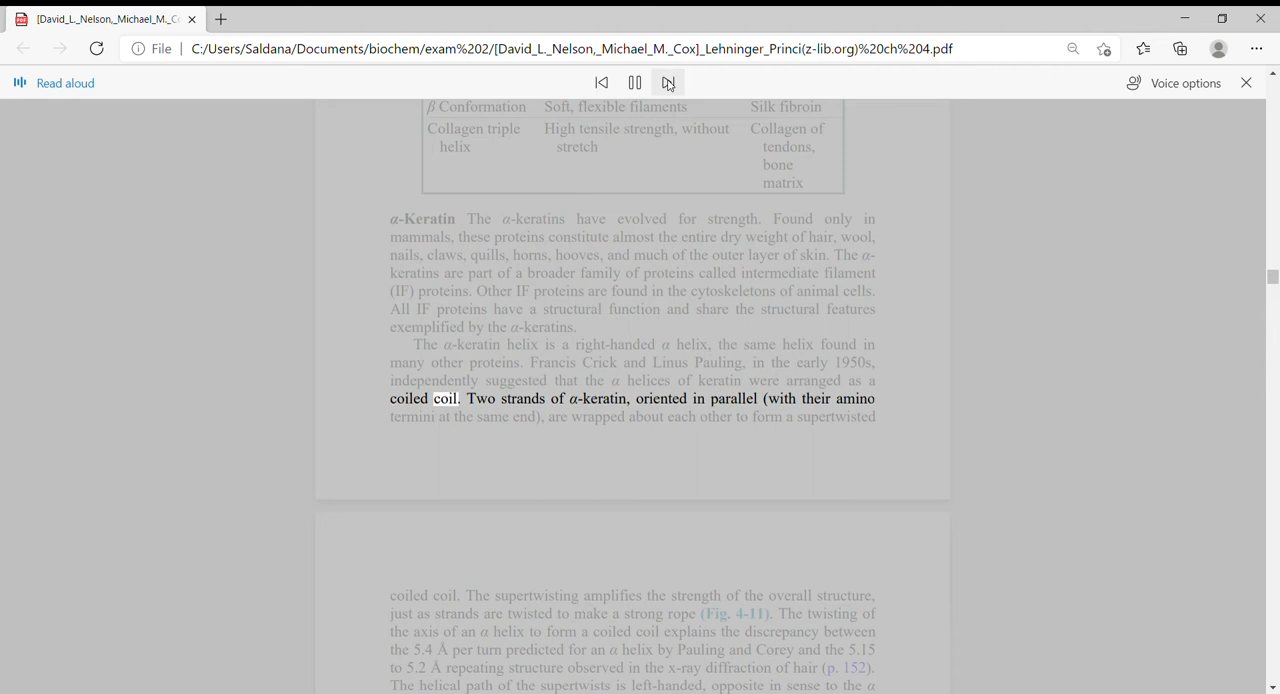 [David_L._Nelson,_Michael_M._C
File | C:/Users/Saldana/Documents/biochem/exam%202/[David_L._Nelson,_Michael_M._Cox]_Lehninger_Princi(z-lib.org)%20ch%204.pdf
Read aloud
Voice options
β Conformation Soft, flexible filaments Silk fibroin
Collagen triple High tensile strength, without Collagen of
helix stretch tendons,
bone
matrix
α-Keratin The α-keratins have evolved for strength. Found only in
mammals, these proteins constitute almost the entire dry weight of hair, wool,
nails, claws, quills, horns, hooves, and much of the outer layer of skin. The α-
keratins are part of a broader family of proteins called intermediate filament
(IF) proteins. Other IF proteins are found in the cytoskeletons of animal cells.
All IF proteins have a structural function and share the structural features
exemplified by the α-keratins.
The α-keratin helix is a right-handed α helix, the same helix found in
many other proteins. Francis Crick and Linus Pauling, in the early 1950s,
independently suggested that the α helices of keratin were arranged as a
coiled coil. Two strands of α-keratin, oriented in parallel (with their amino
termini at the same end), are wrapped about each other to form a supertwisted
coiled coil. The supertwisting amplifies the strength of the overall structure,
just as strands are twisted to make a strong rope (Fig. 4-11). The twisting of
the axis of an α helix to form a coiled coil explains the discrepancy between
the 5.4 Å per turn predicted for an α helix by Pauling and Corey and the 5.15
to 5.2 Å repeating structure observed in the x-ray diffraction of hair (p. 152).
The helical path of the supertwists is left-handed, opposite in sense to the α